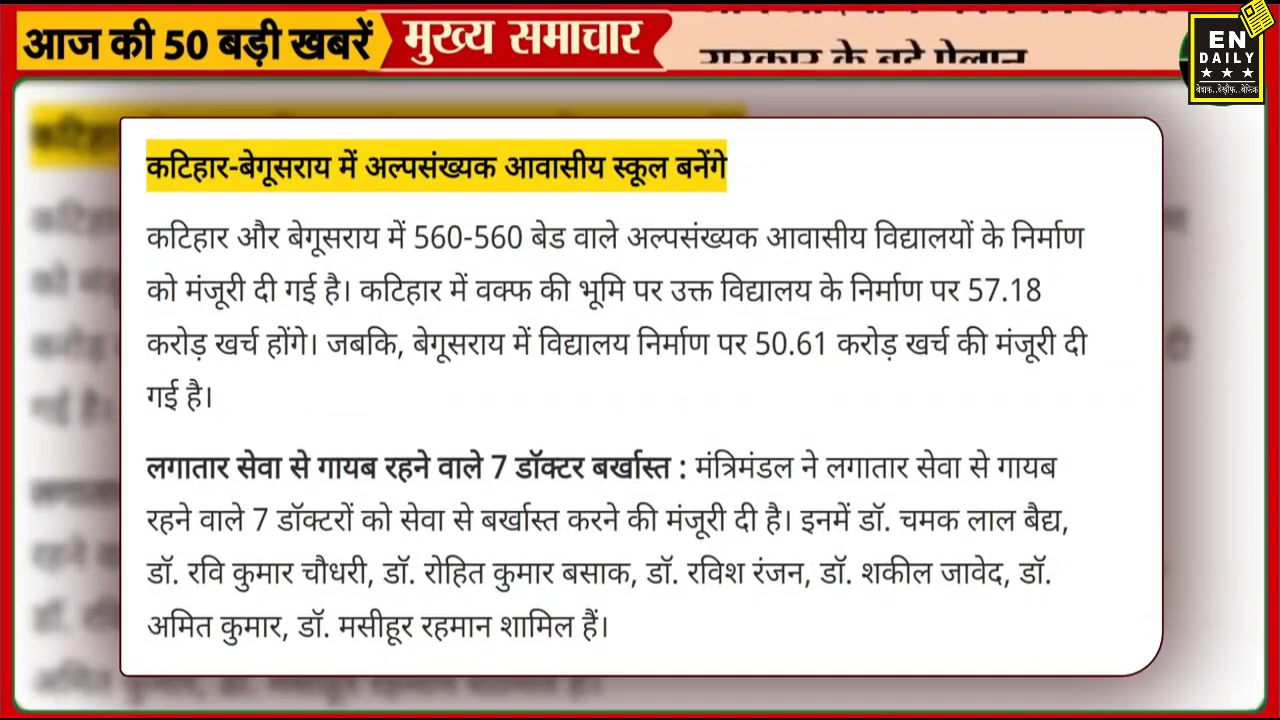 आज की 50 बड़ी खबरें
मुख्य समाचार
सरकार के बड़े ऐलान
EN
DAILY
बेबाक..बेख़ौफ..बेफिक्र
कटिहार-बेगूसराय में अल्पसंख्यक आवासीय स्कूल बनेंगे
कटिहार और बेगूसराय में 560-560 बेड वाले अल्पसंख्यक आवासीय विद्यालयों के निर्माण
को मंजूरी दी गई है। कटिहार में वक्फ की भूमि पर उक्त विद्यालय के निर्माण पर 57.18
करोड़ खर्च होंगे। जबकि, बेगूसराय में विद्यालय निर्माण पर 50.61 करोड़ खर्च की मंजूरी दी
गई है।
लगातार सेवा से गायब रहने वाले 7 डॉक्टर बर्खास्त : मंत्रिमंडल ने लगातार सेवा से गायब
रहने वाले 7 डॉक्टरों को सेवा से बर्खास्त करने की मंजूरी दी है। इनमें डॉ. चमक लाल बैद्य,
डॉ. रवि कुमार चौधरी, डॉ. रोहित कुमार बसाक, डॉ. रविश रंजन, डॉ. शकील जावेद, डॉ.
अमित कुमार, डॉ. मसीहूर रहमान शामिल हैं।